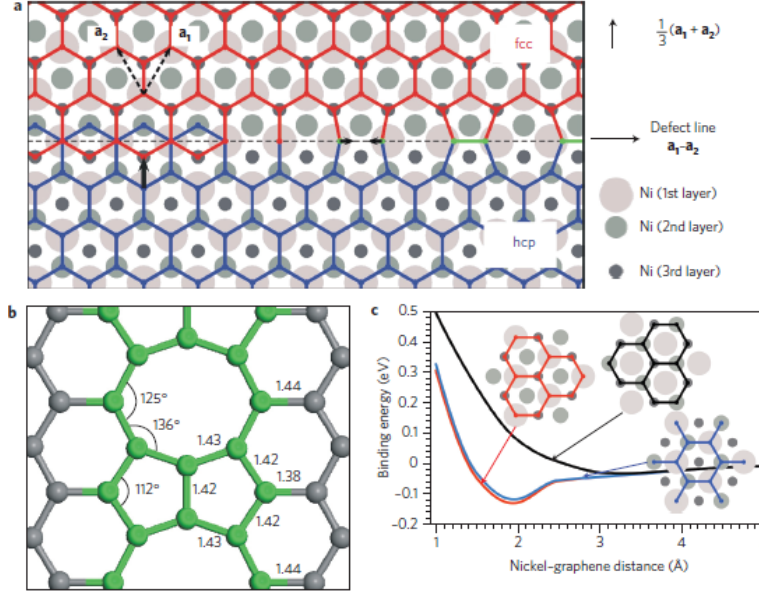 a
a₂
a₁
fcc
hcp
1/3 (a₁ + a₂)
Defect line
a₁–a₂
Ni (1st layer)
Ni (2nd layer)
Ni (3rd layer)
b
125°
136°
112°
1.44
1.43
1.42
1.38
1.42
1.42
1.43
1.44
c
Binding energy (eV)
0.5
0.4
0.3
0.2
0.1
0
−0.1
−0.2
1
2
3
4
Nickel–graphene distance (Å)